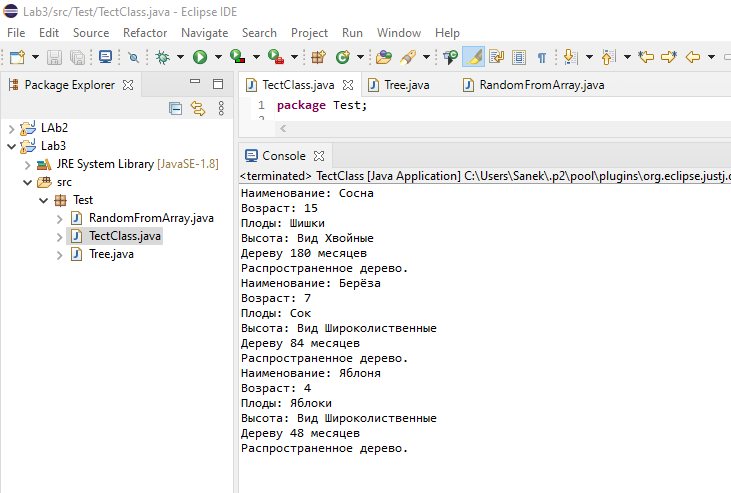 Lab3/src/Test/TectClass.java - Eclipse IDE
File Edit Source Refactor Navigate Search Project Run Window Help
Package Explorer
TectClass.java Tree.java RandomFromArray.java
1 package Test;
LAb2
Lab3
JRE System Library [JavaSE-1.8]
src
Test
RandomFromArray.java
TectClass.java
Tree.java
Console
<terminated> TectClass [Java Application] C:\Users\Sanek\.p2\pool\plugins\org.eclipse.justj.o
Наименование: Сосна
Возраст: 15
Плоды: Шишки
Высота: Вид Хвойные
Дереву 180 месяцев
Распространенное дерево.
Наименование: Берёза
Возраст: 7
Плоды: Сок
Высота: Вид Широколиственные
Дереву 84 месяцев
Распространенное дерево.
Наименование: Яблоня
Возраст: 4
Плоды: Яблоки
Высота: Вид Широколиственные
Дереву 48 месяцев
Распространенное дерево.